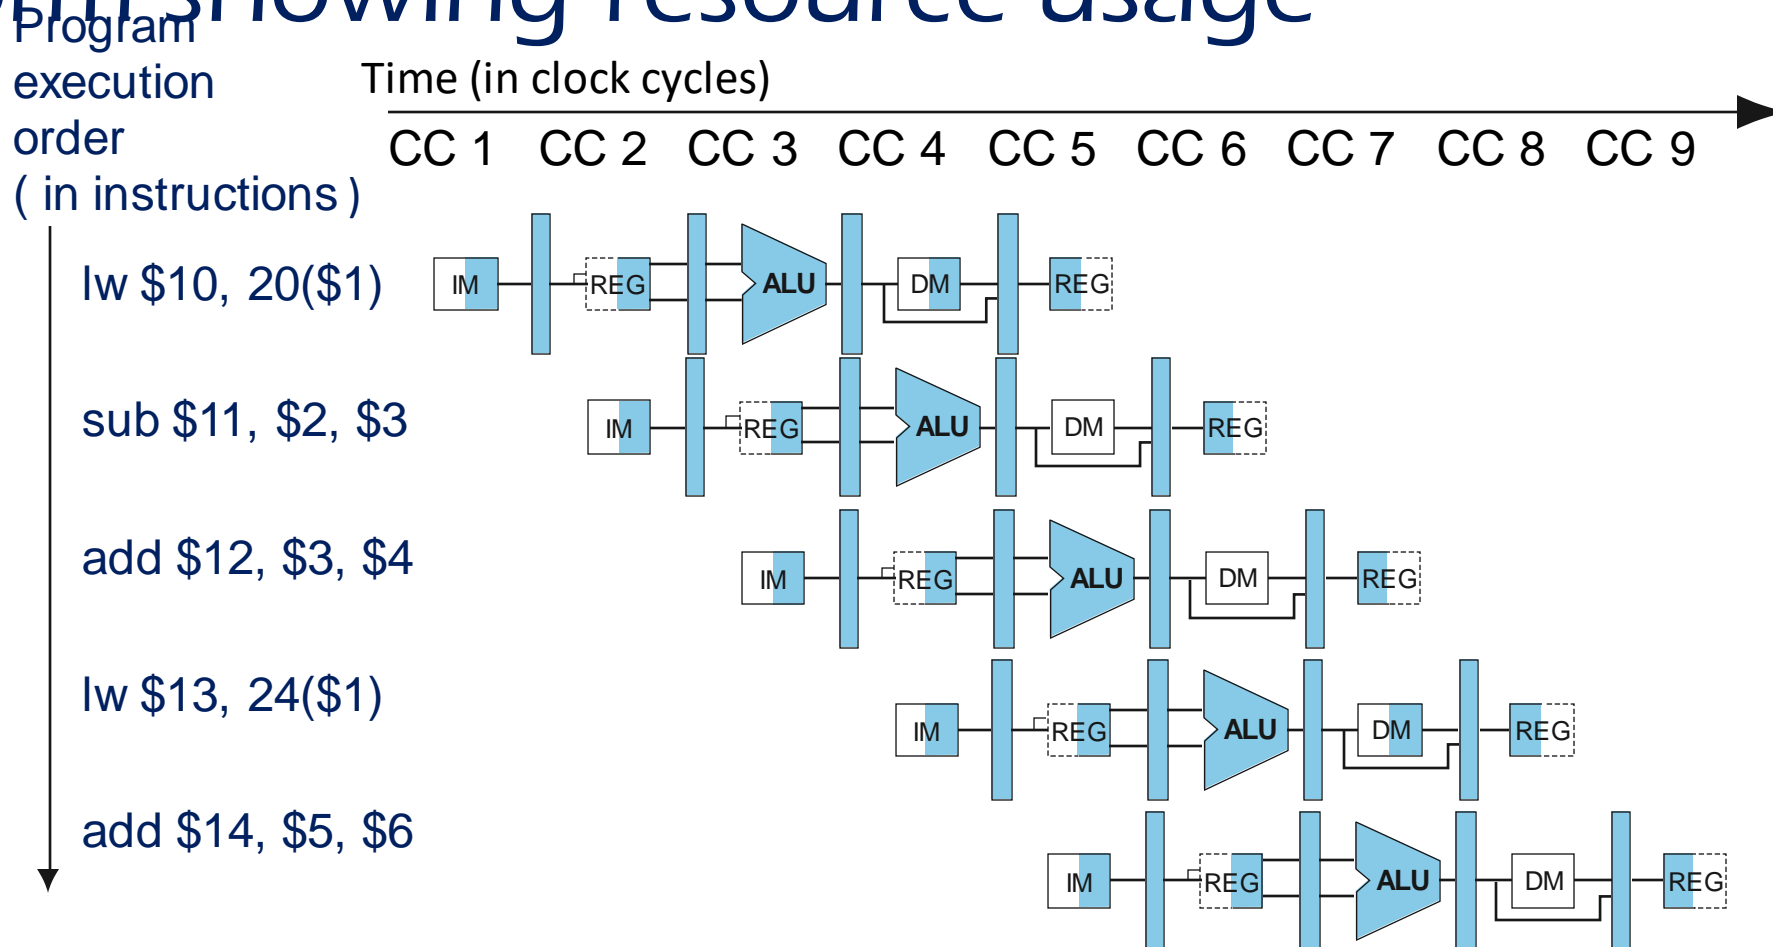 showing resource usage
Program
execution
order
( in instructions )
Time (in clock cycles)
CC 1 CC 2 CC 3 CC 4 CC 5 CC 6 CC 7 CC 8 CC 9
lw $10, 20($1)
IM REG ALU DM REG
sub $11, $2, $3
IM REG ALU DM REG
add $12, $3, $4
IM REG ALU DM REG
lw $13, 24($1)
IM REG ALU DM REG
add $14, $5, $6
IM REG ALU DM REG